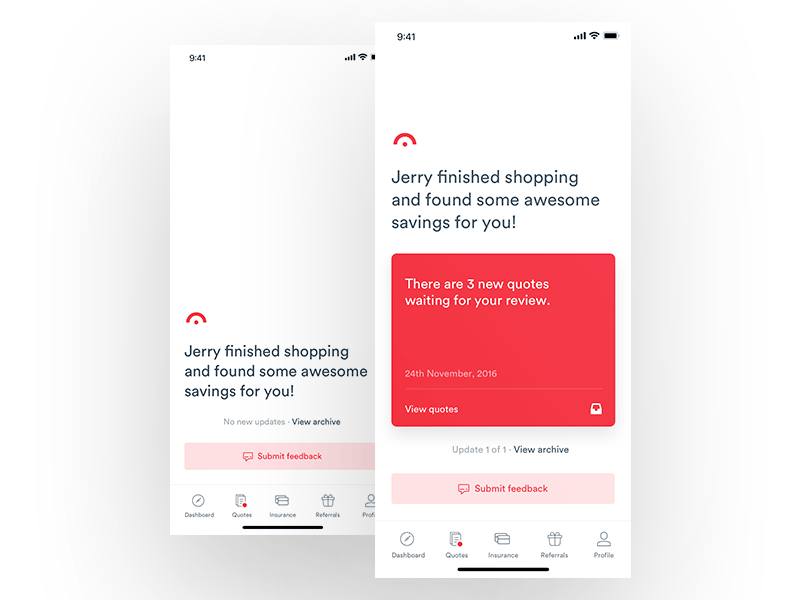 9:41
Jerry finished shopping
and found some awesome
savings for you!
No new updates · View archive
Submit feedback
Dashboard
Quotes
Insurance
Referrals
9:41
Jerry finished shopping
and found some awesome
savings for you!
There are 3 new quotes
waiting for your review.
24th November, 2016
View quotes
Update 1 of 1 · View archive
Submit feedback
Dashboard
Quotes
Insurance
Referrals
Profile